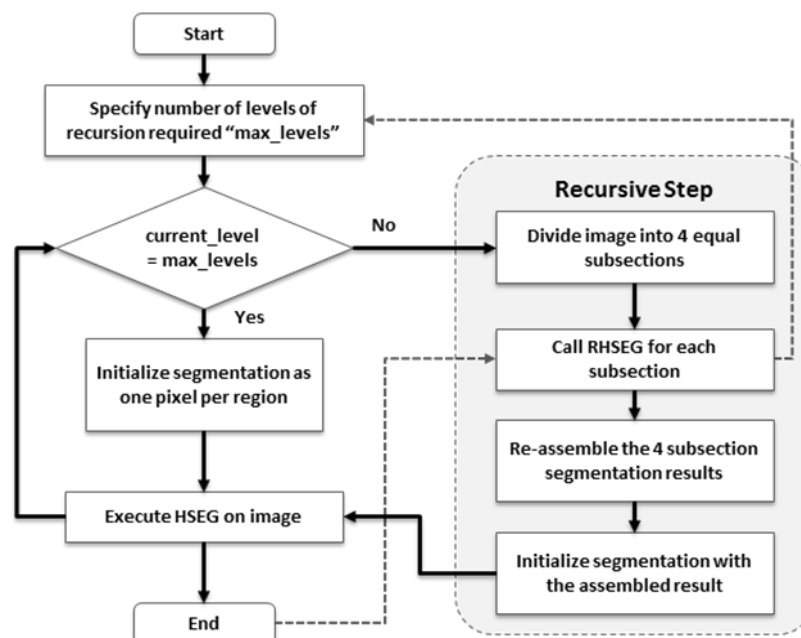 Start
Specify number of levels of
recursion required “max_levels”
current_level
= max_levels
No
Yes
Initialize segmentation as
one pixel per region
Execute HSEG on image
End
Recursive Step
Divide image into 4 equal
subsections
Call RHSEG for each
subsection
Re-assemble the 4 subsection
segmentation results
Initialize segmentation with
the assembled result